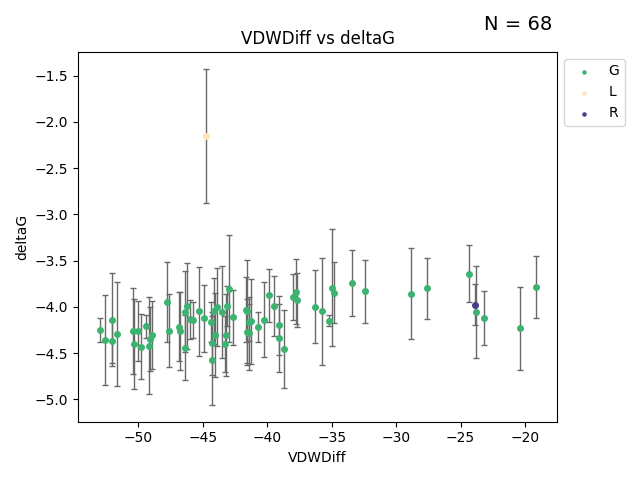 N = 68
VDWDiff vs deltaG
G
L
R
deltaG
−1.5
−2.0
−2.5
−3.0
−3.5
−4.0
−4.5
−5.0
−50 −45 −40 −35 −30 −25 −20
VDWDiff